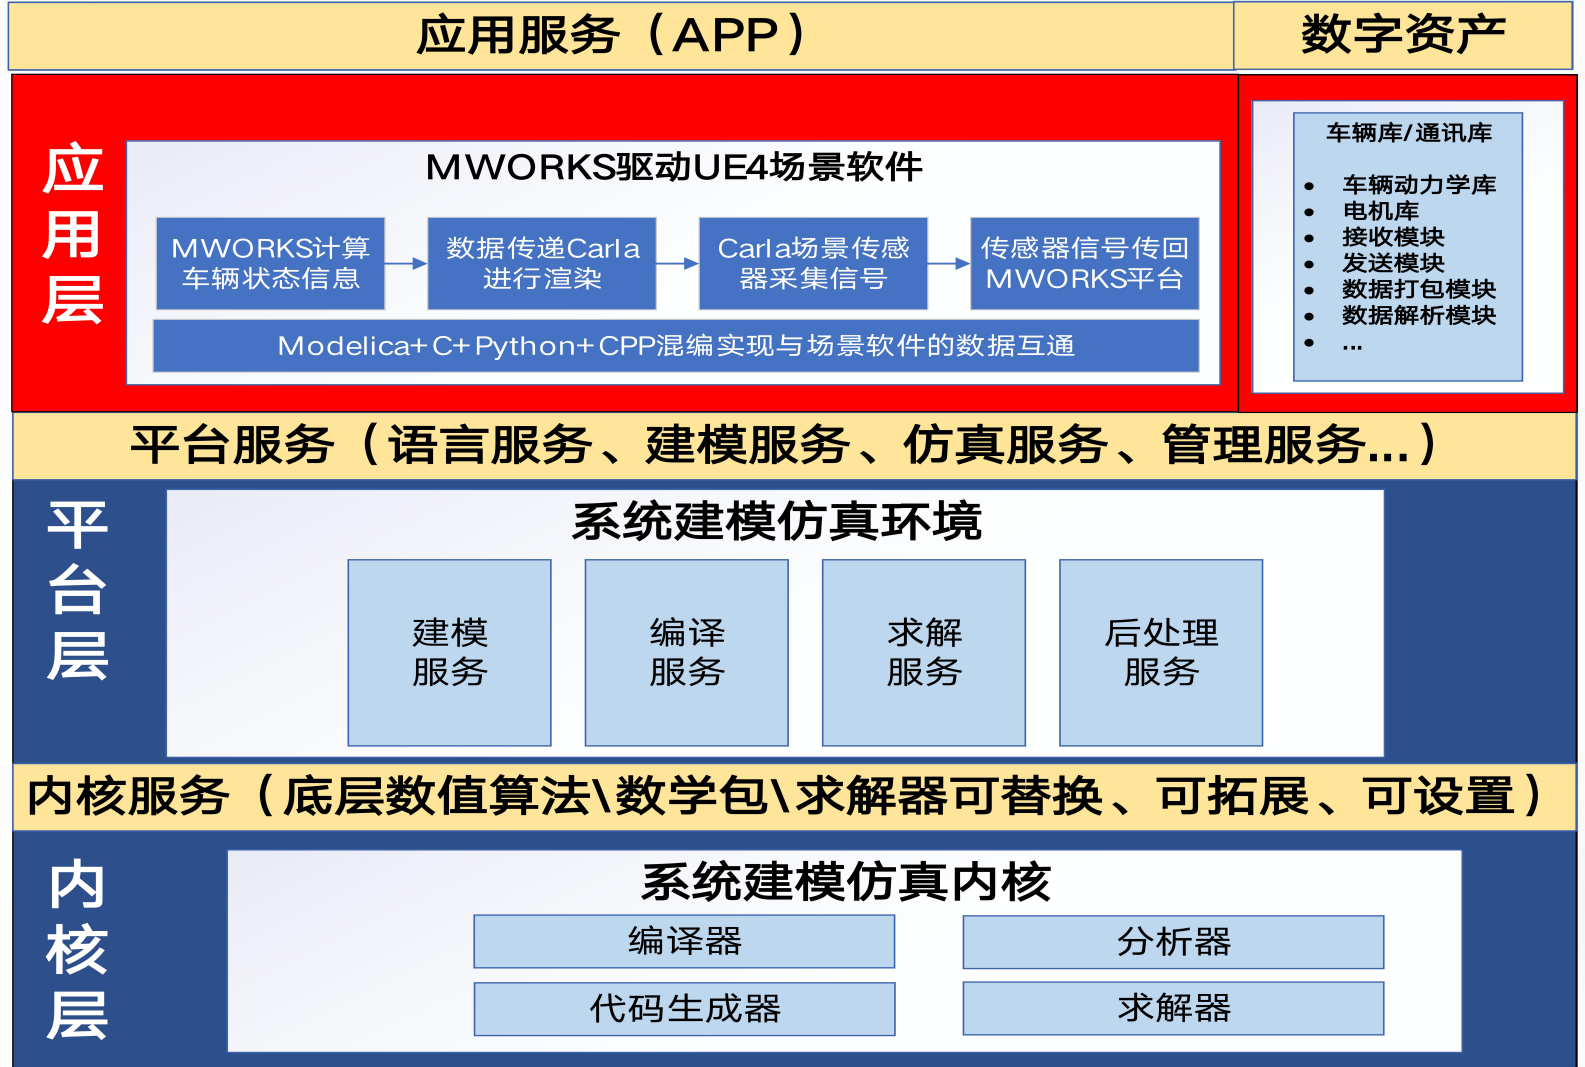 应用服务（APP）
数字资产
应用层
MWORKS驱动UE4场景软件
MWORKS计算
车辆状态信息
数据传递Carla
进行渲染
Carla场景传感
器采集信号
传感器信号传回
MWORKS平台
Modelica+C+Python+CPP混编实现与场景软件的数据互通
车辆库/通讯库
• 车辆动力学库
• 电机库
• 接收模块
• 发送模块
• 数据打包模块
• 数据解析模块
• ...
平台服务（语言服务、建模服务、仿真服务、管理服务...）
平台层
系统建模仿真环境
建模
服务
编译
服务
求解
服务
后处理
服务
内核服务（底层数值算法\数学包\求解器可替换、可拓展、可设置）
内核层
系统建模仿真内核
编译器
分析器
代码生成器
求解器